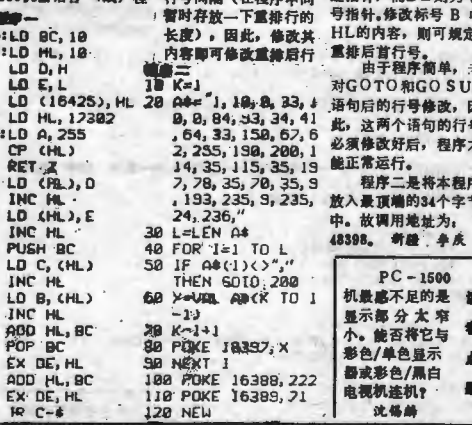 行号间隔（在程序中间
暂时存放一下重排行的
长度），因此，修改其
内容即可修改重排后行
:LD BC, 10
:LD HL, 10
LD D, H
LD E, L
LD (16425), HL
LD HL, 17302
:LD A, 255
CP (HL)
RET Z
LD (HL), D
INC HL
LD (HL), E
INC HL
PUSH BC
LD C, (HL)
INC HL
LD B, (HL)
INC HL
ADD HL, BC
POP BC
EX DE, HL
ADD HL, BC
EX DE, HL
程序二
10 K=1
20 A$= "1, 10, 0, 33,
0, 0, 84, 53, 34, 41
, 64, 33, 150, 67, 6
2, 255, 190, 200, 1
14, 35, 115, 35, 19
7, 78, 35, 70, 35, 9
, 193, 235, 9, 235,
24, 236,"
30 L=LEN A$
40 FOR I=1 TO L
50 IF A$(I)<>","
THEN GOTO 200
60 X=VAL A$(K TO I
-1)
70 K=I+1
80 POKE 18397, X
90 NEXT I
100 POKE 16388, 222
110 POKE 16389, 71
120 NEW
号指针，修改标号 B
HL的内容，则可规定
重排后首行号。
由于程序简单，
对GOTO和GO SU
语句后的行号修改，
此，这两个语句的行
必须修改好后，程序
能正常运行。
程序二是将本程序
放入最顶端的34个字节
中。故调用地址为：
48398。 新疆
PC－1500
机最感不足的是
显示部分太窄
小。能否将它与
彩色/单色显示
器或彩色/黑白
电视机连机？
沈锡麟